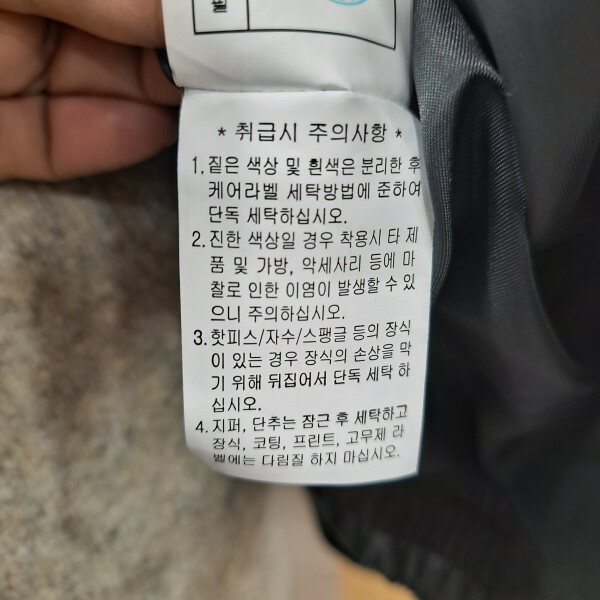 * 취급시 주의사항 *
1. 짙은 색상 및 흰색은 분리한 후
케어라벨 세탁방법에 준하여
단독 세탁하십시오.
2. 진한 색상일 경우 착용시 타 제
품 및 가방, 악세사리 등에 마
찰로 인한 이염이 발생할 수 있
으니 주의하십시오.
3. 핫피스/자수/스팽글 등의 장식
이 있는 경우 장식의 손상을 막
기 위해 뒤집어서 단독 세탁 하
십시오.
4. 지퍼, 단추는 잠근 후 세탁하고
장식, 코팅, 프린트, 고무제 라
벨에는 다림질 하지 마십시오.